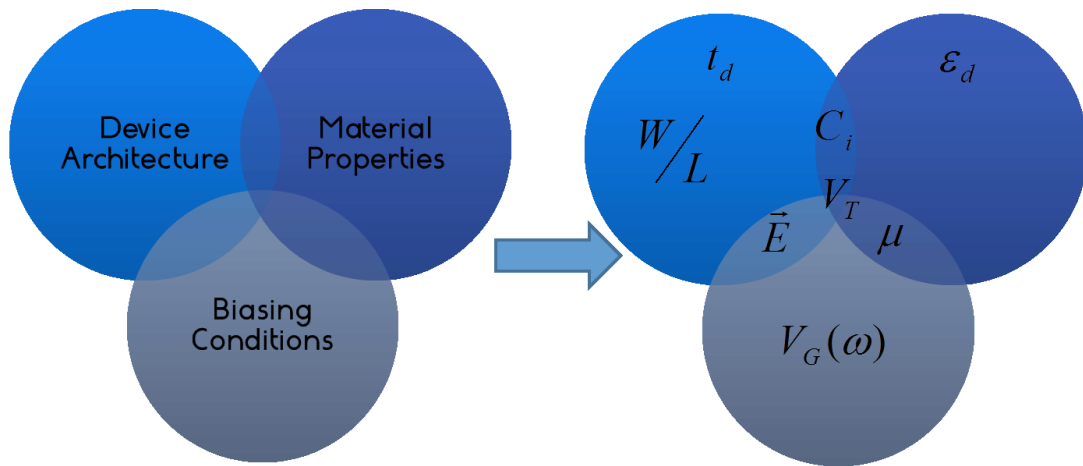 Device
Architecture
Material
Properties
Biasing
Conditions
t_d
ε_d
W/L
C_i
V_T
E⃗
μ
V_G(ω)